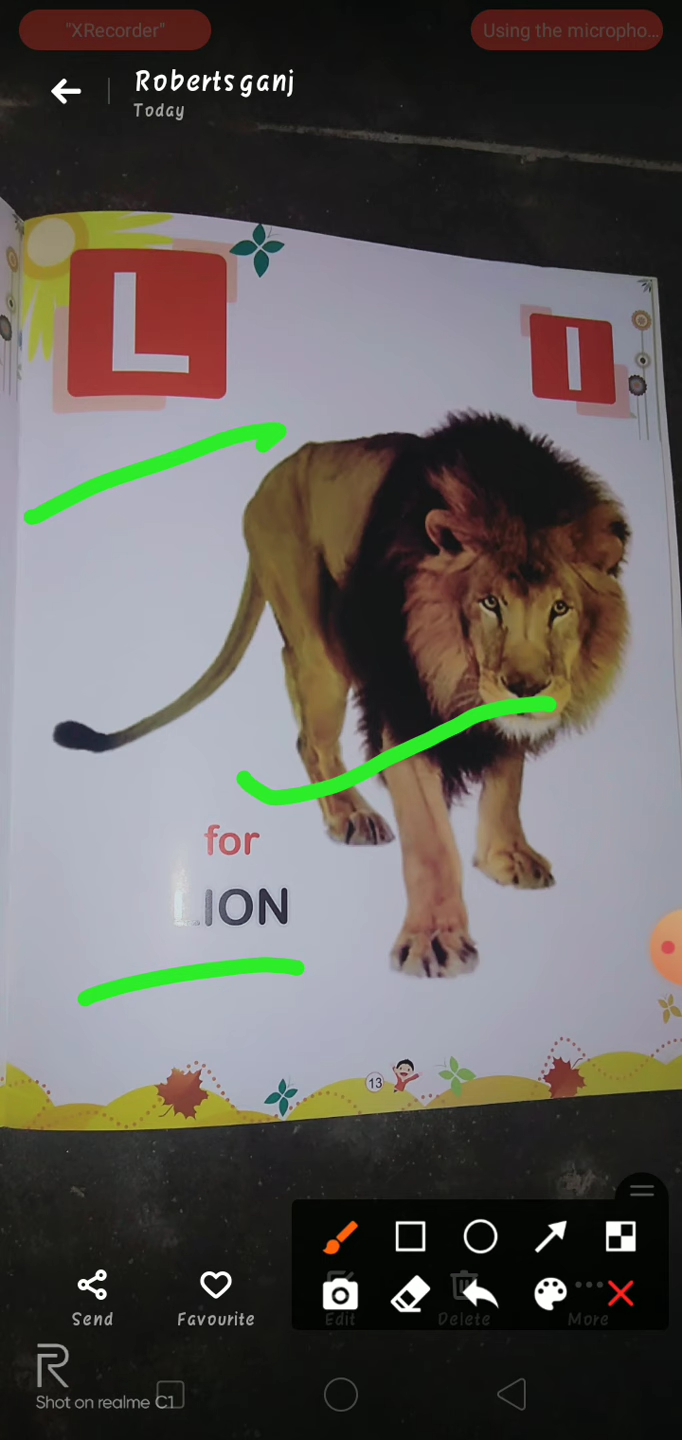 "XRecorder"
Using the micropho...
Robertsganj
Today
L
l
for
LION
13
Send
Favourite
Edit
Delete
More
R
Shot on realme C1